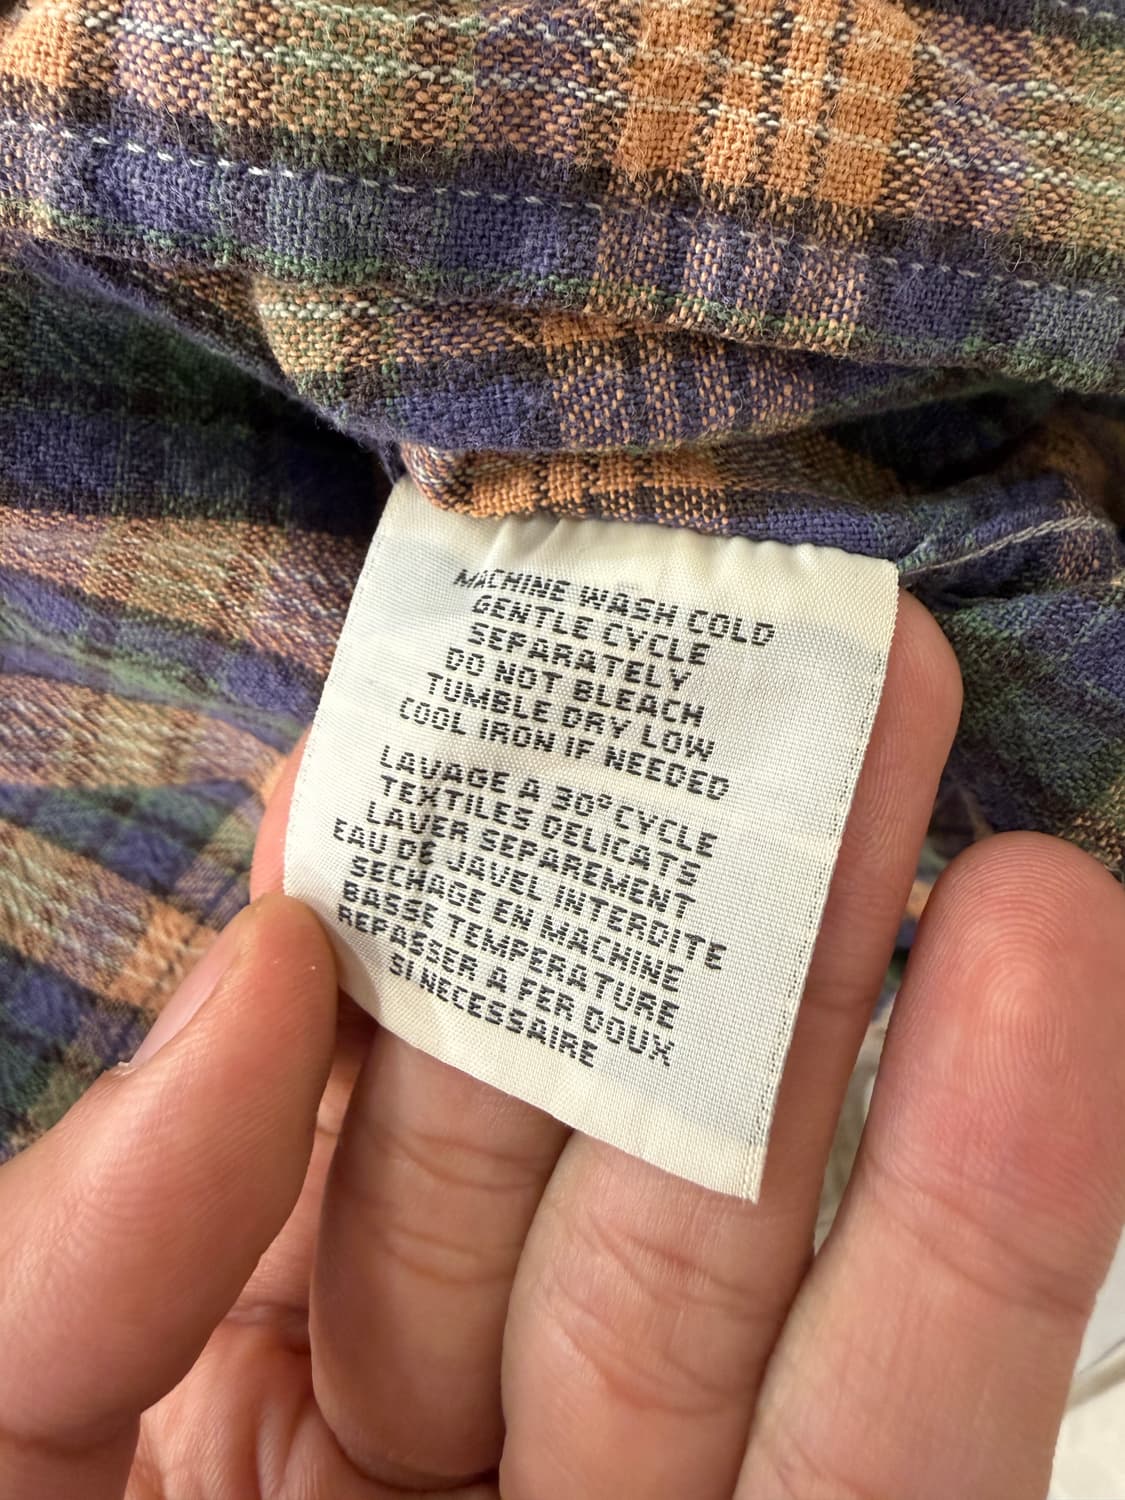 MACHINE WASH COLD
GENTLE CYCLE
SEPARATELY
DO NOT BLEACH
TUMBLE DRY LOW
COOL IRON IF NEEDED
LAVAGE A 30° CYCLE
TEXTILES DELICATS
LAVER SEPAREMENT
EAU DE JAVEL INTERDITE
SECHAGE EN MACHINE
BASSE TEMPERATURE
REPASSER A FER DOUX
SI NECESSAIRE